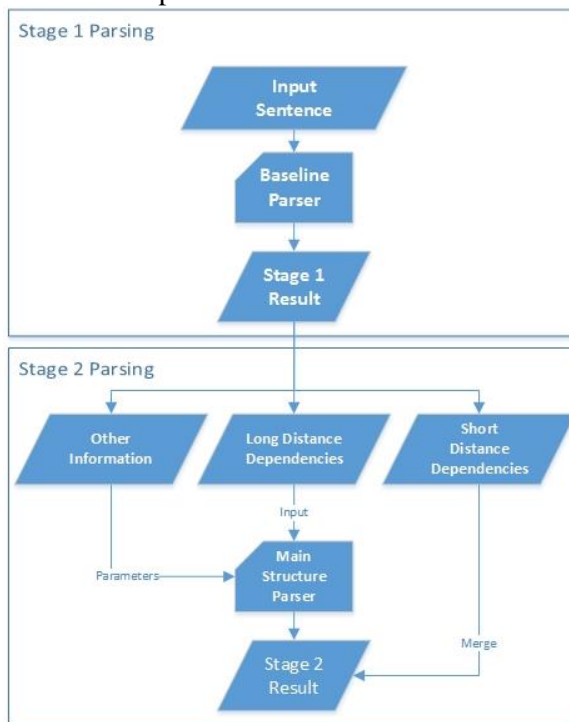 Stage 1 Parsing
Input
Sentence
Baseline
Parser
Stage 1
Result
Stage 2 Parsing
Other
Information
Long Distance
Dependencies
Short
Distance
Dependencies
Input
Parameters
Main
Structure
Parser
Merge
Stage 2
Result